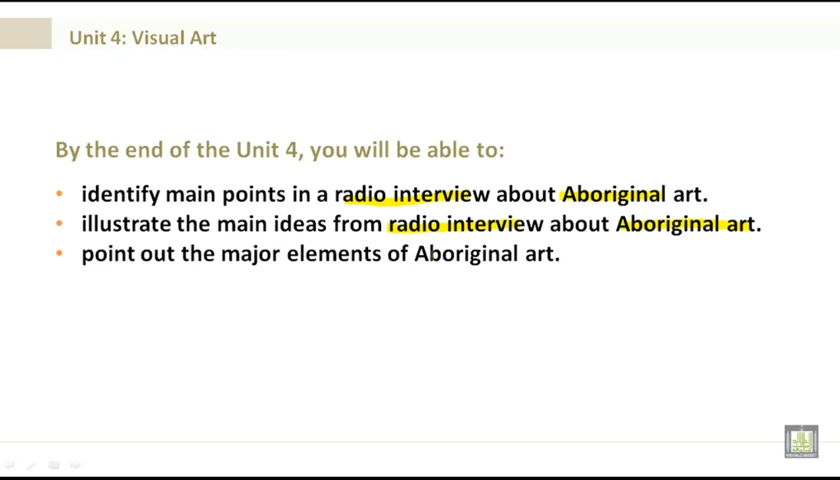 Unit 4: Visual Art
By the end of the Unit 4, you will be able to:
• identify main points in a radio interview about Aboriginal art.
• illustrate the main ideas from radio interview about Aboriginal art.
• point out the major elements of Aboriginal art.